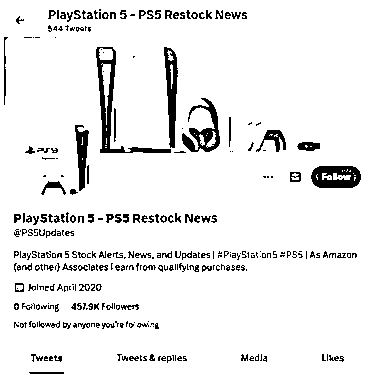 PlayStation 5 - PS5 Restock News
544 Tweets
PS5
Follow
PlayStation 5 - PS5 Restock News
@PS5Updates
PlayStation 5 Stock Alerts, News, and Updates | #PlayStation5 #PS5 | As Amazon
(and other) Associates I earn from qualifying purchases.
Joined April 2020
0 Following 457.9K Followers
Not followed by anyone you're following
Tweets Tweets & replies Media Likes